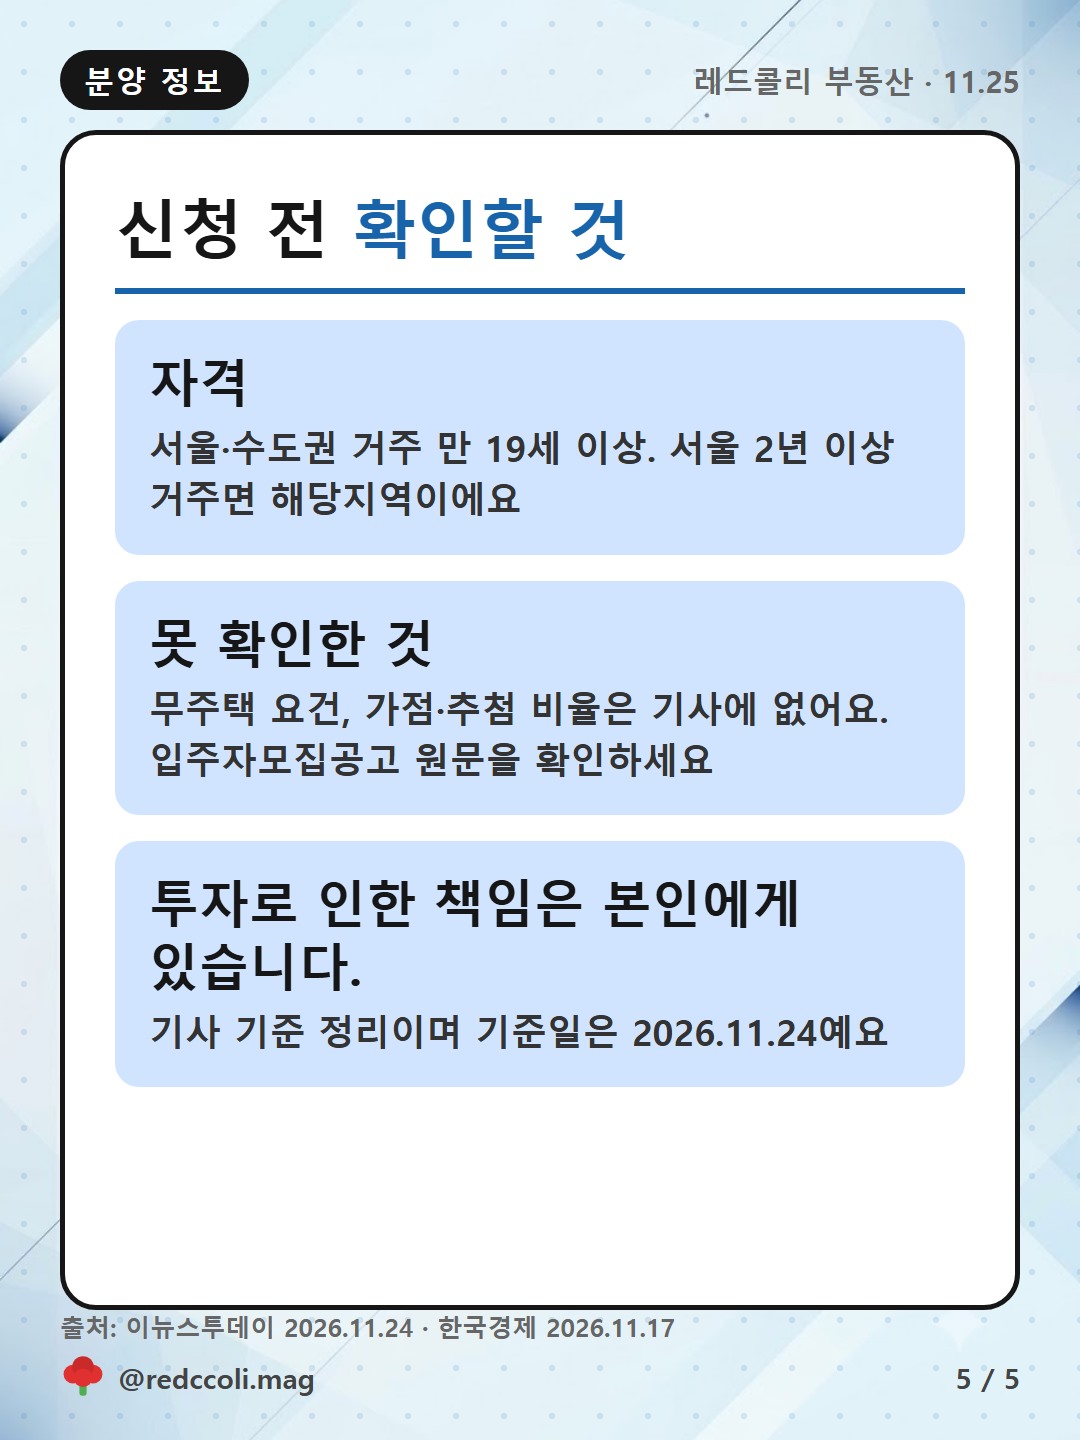 분양 정보
레드콜리 부동산 · 11.25
신청 전 확인할 것
자격
서울·수도권 거주 만 19세 이상. 서울 2년 이상
거주면 해당지역이에요
못 확인한 것
무주택 요건, 가점·추첨 비율은 기사에 없어요.
입주자모집공고 원문을 확인하세요
투자로 인한 책임은 본인에게
있습니다.
기사 기준 정리이며 기준일은 2026.11.24예요
출처: 이뉴스투데이 2026.11.24 · 한국경제 2026.11.17
@redccoli.mag
5 / 5